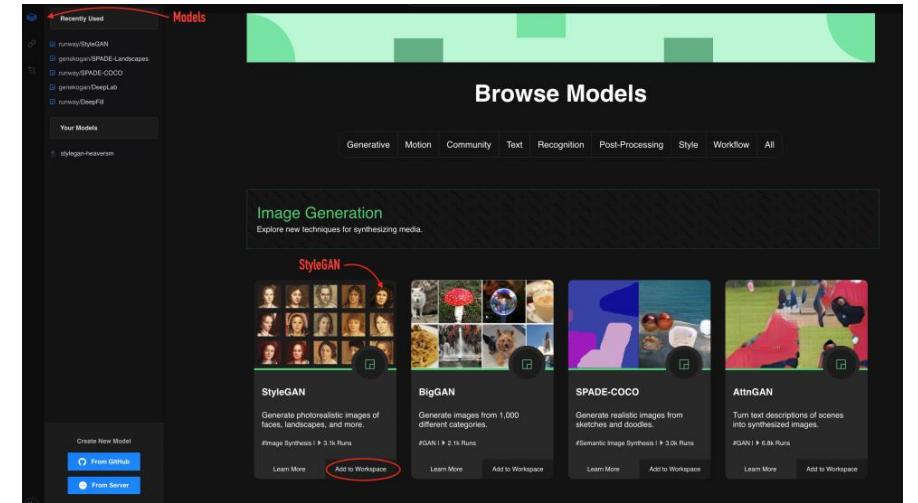 Models
Recently Used
runway/StyleGAN
genekogan/SPADE-Landscapes
runway/SPADE-COCO
genekogan/DeepLab
runway/DeepFill
Your Models
stylegan-heaversm
Create New Model
From GitHub
From Server
Browse Models
Generative Motion Community Text Recognition Post-Processing Style Workflow All
Image Generation
Explore new techniques for synthesizing media.
StyleGAN
StyleGAN
Generate photorealistic images of
faces, landscapes, and more.
#Image Synthesis | 3.1k Runs
Learn More Add to Workspace
BigGAN
Generate images from 1,000
different categories.
#GAN | 2.1k Runs
Learn More Add to Workspace
SPADE-COCO
Generate realistic images from
sketches and doodles.
#Semantic Image Synthesis | 3.0k Runs
Learn More Add to Workspace
AttnGAN
Turn text descriptions of scenes
into synthesized images.
#GAN | 6.8k Runs
Learn More Add to Workspace